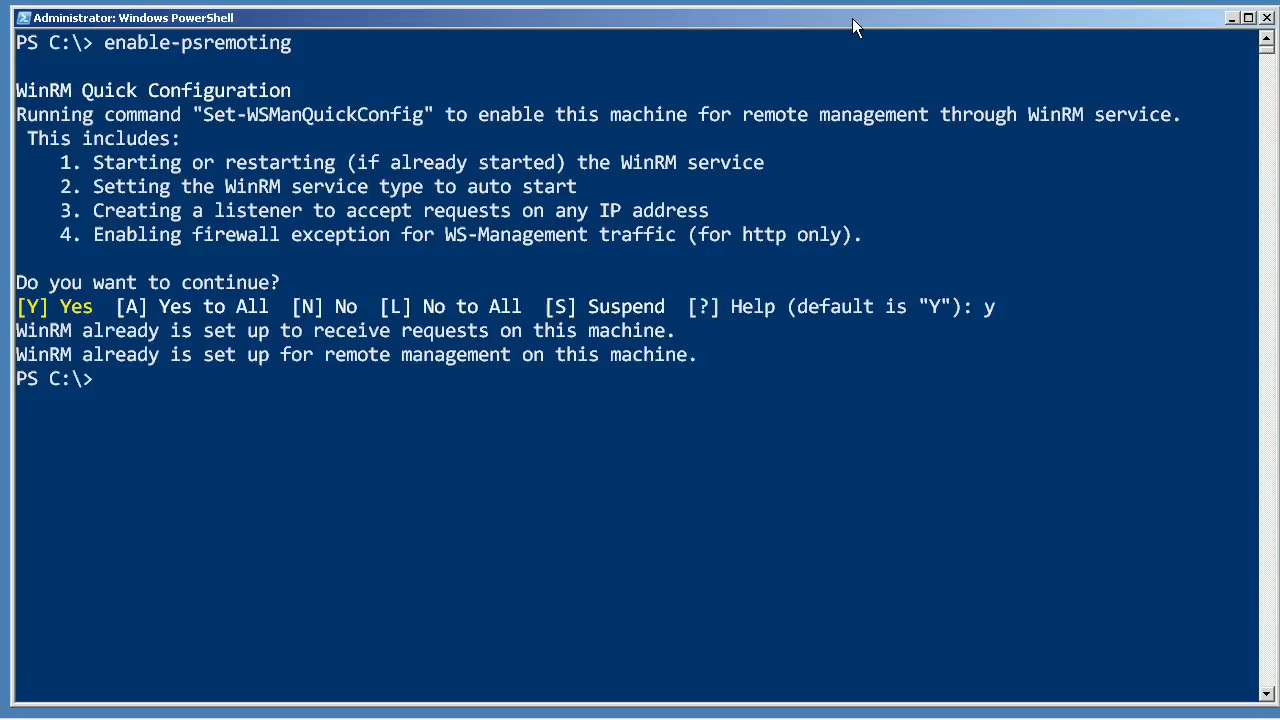 Administrator: Windows PowerShell
PS C:\> enable-psremoting
WinRM Quick Configuration
Running command "Set-WSManQuickConfig" to enable this machine for remote management through WinRM service.
This includes:
1. Starting or restarting (if already started) the WinRM service
2. Setting the WinRM service type to auto start
3. Creating a listener to accept requests on any IP address
4. Enabling firewall exception for WS-Management traffic (for http only).
Do you want to continue?
[Y] Yes  [A] Yes to All  [N] No  [L] No to All  [S] Suspend  [?] Help (default is "Y"): y
WinRM already is set up to receive requests on this machine.
WinRM already is set up for remote management on this machine.
PS C:\>